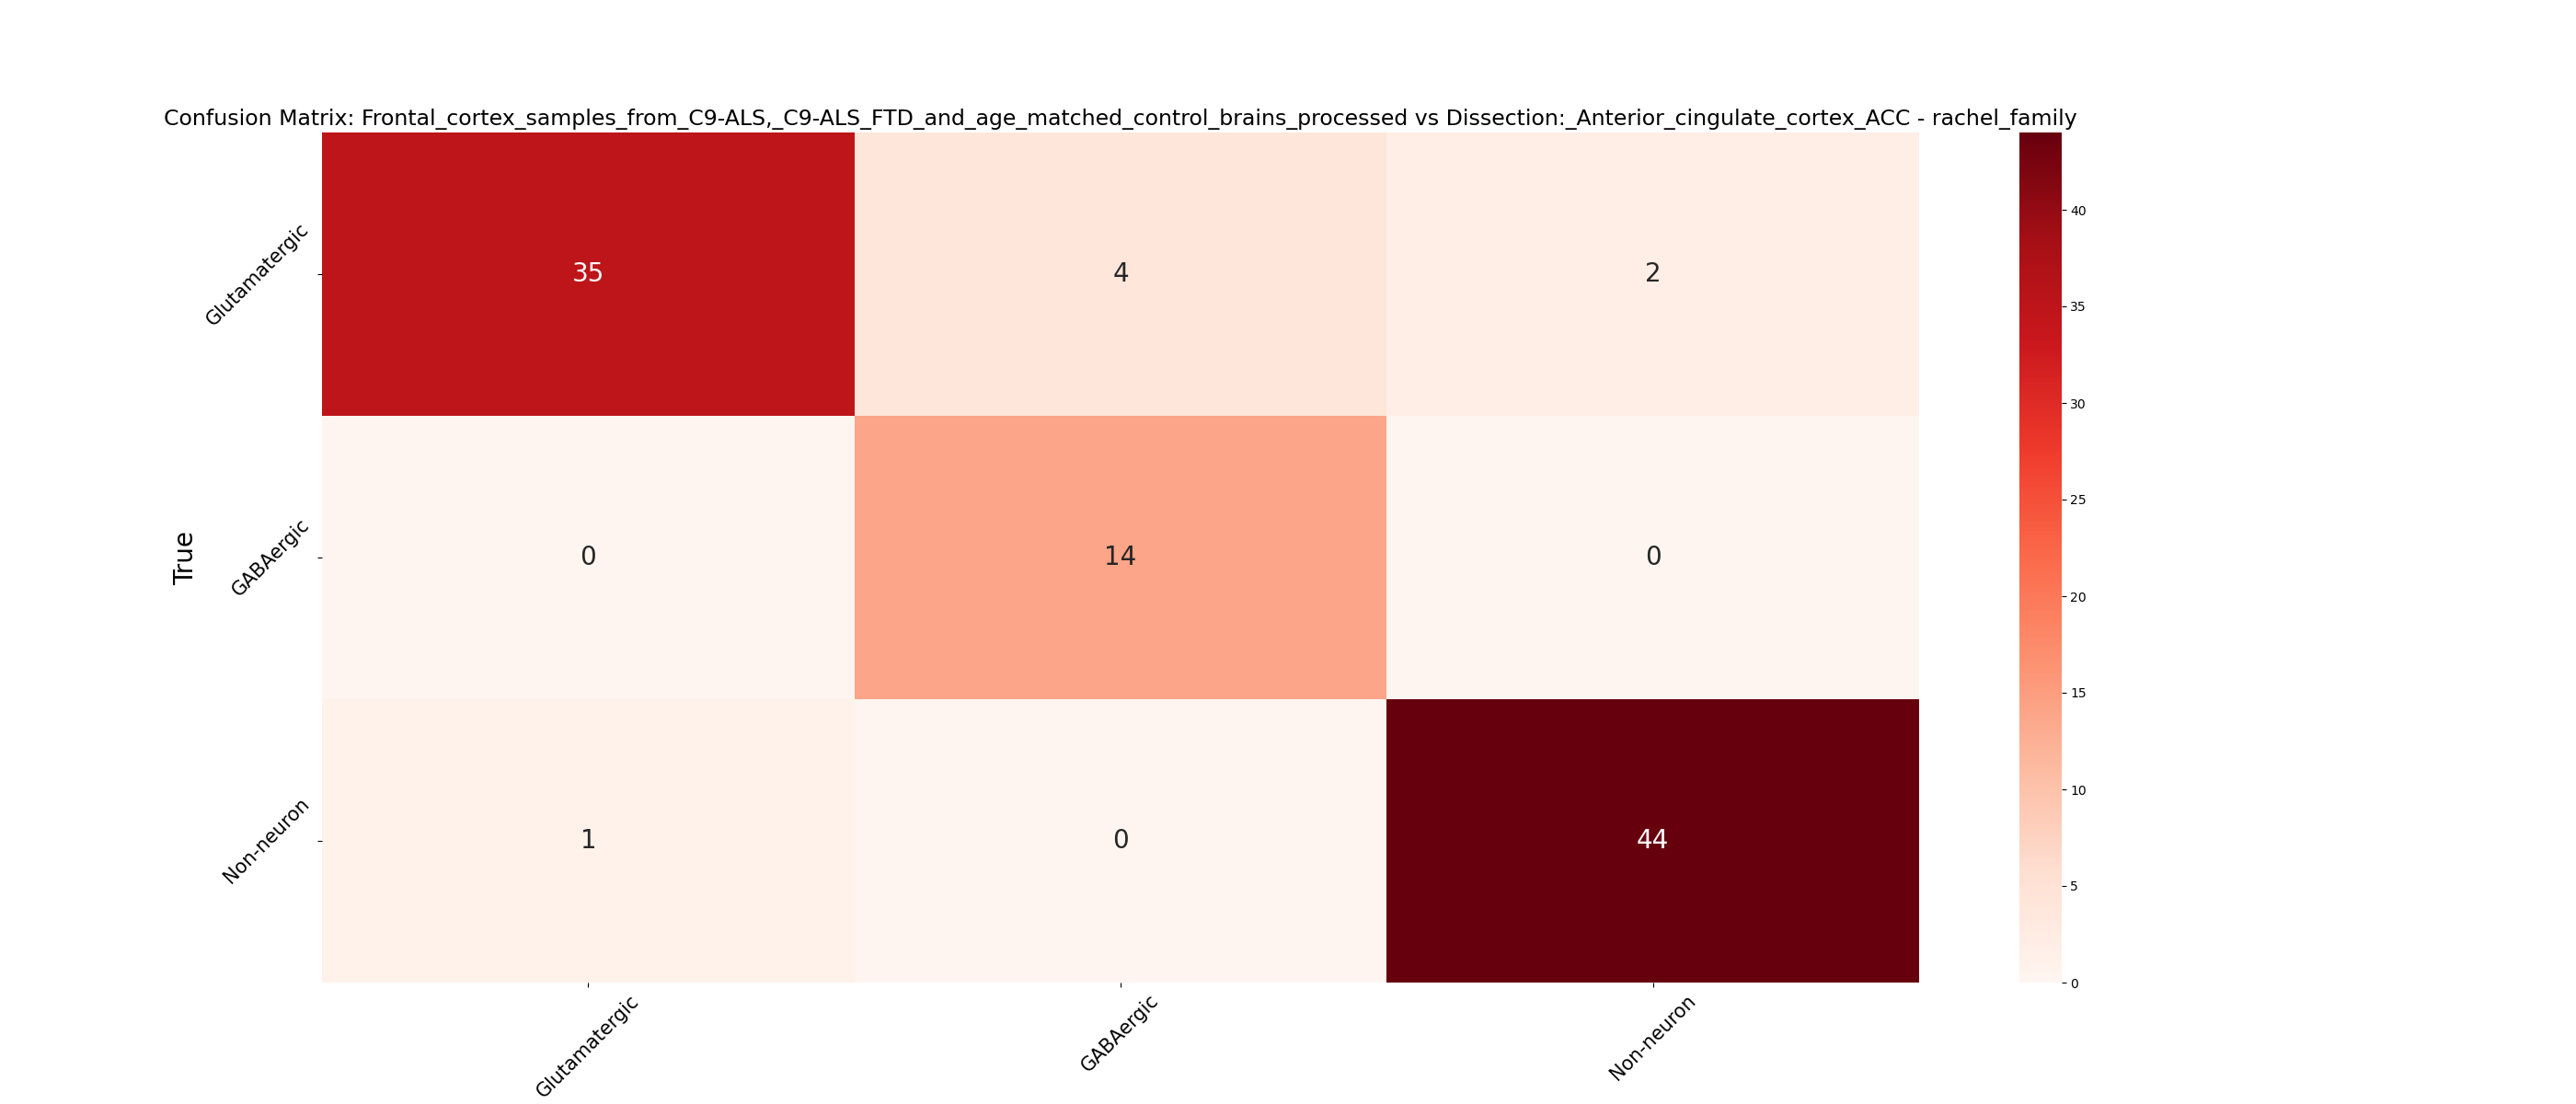 Confusion Matrix: Frontal_cortex_samples_from_C9-ALS,_C9-ALS_FTD_and_age_matched_control_brains_processed vs Dissection:_Anterior_cingulate_cortex_ACC - rachel_family
True
Glutamatergic
35
4
2
GABAergic
0
14
0
Non-neuron
1
0
44
Glutamatergic
GABAergic
Non-neuron
40
35
30
25
20
15
10
5
0